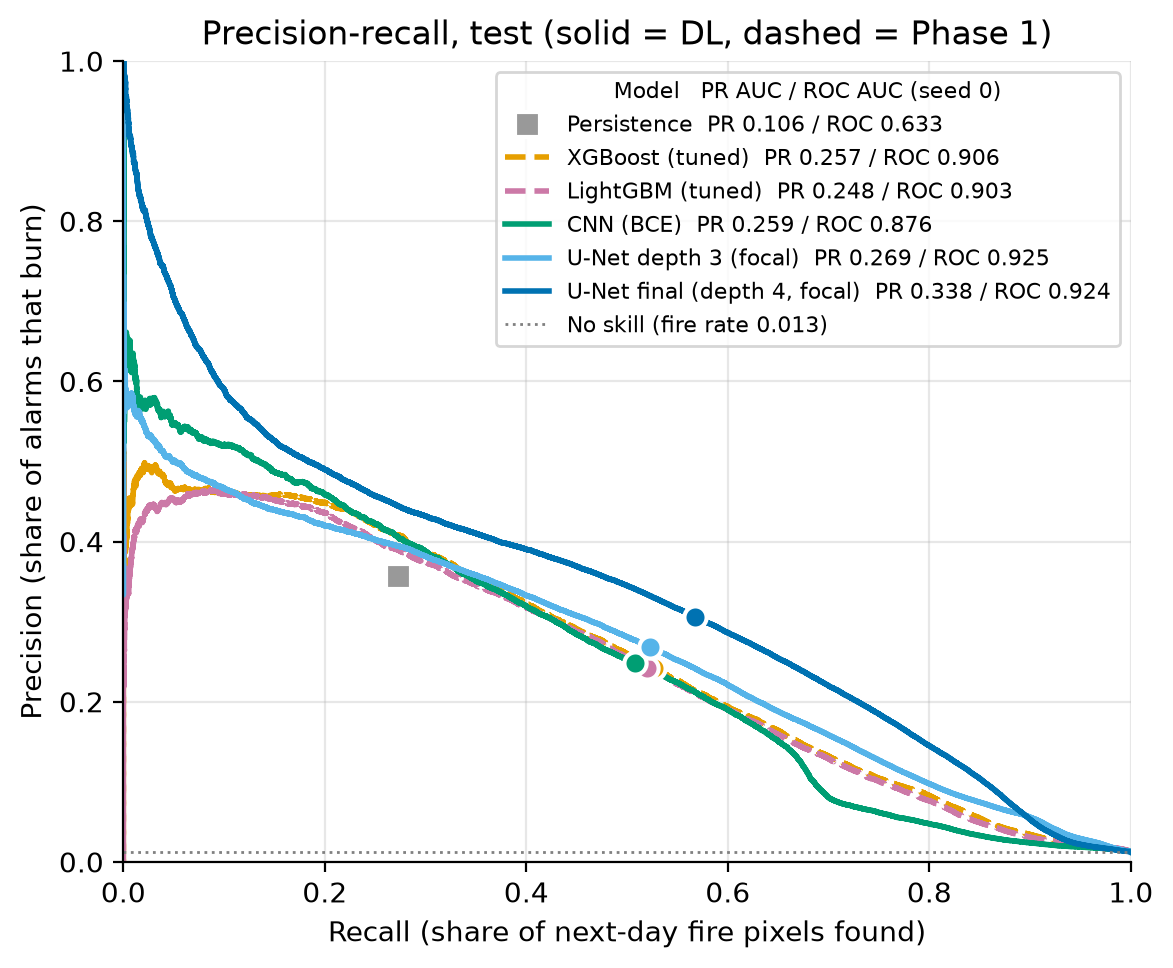 Precision-recall, test (solid = DL, dashed = Phase 1)
Model   PR AUC / ROC AUC (seed 0)
Persistence  PR 0.106 / ROC 0.633
XGBoost (tuned)  PR 0.257 / ROC 0.906
LightGBM (tuned)  PR 0.248 / ROC 0.903
CNN (BCE)  PR 0.259 / ROC 0.876
U-Net depth 3 (focal)  PR 0.269 / ROC 0.925
U-Net final (depth 4, focal)  PR 0.338 / ROC 0.924
No skill (fire rate 0.013)
Precision (share of alarms that burn)
1.0
0.8
0.6
0.4
0.2
0.0
0.0 0.2 0.4 0.6 0.8 1.0
Recall (share of next-day fire pixels found)